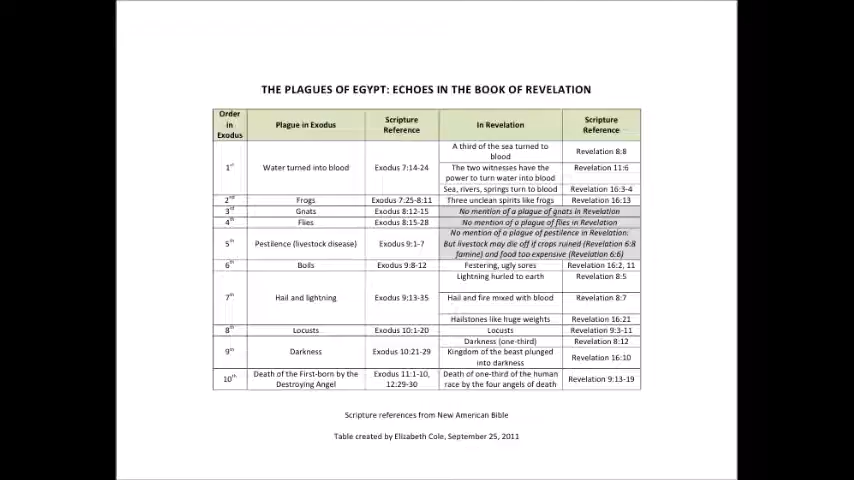 THE PLAGUES OF EGYPT: ECHOES IN THE BOOK OF REVELATION
Order in Exodus Plague in Exodus Scripture Reference In Revelation Scripture Reference
1st Water turned into blood Exodus 7:14-24 A third of the sea turned to blood Revelation 8:8
The two witnesses have the power to turn water into blood Revelation 11:6
Sea, rivers, springs turn to blood Revelation 16:3-4
2nd Frogs Exodus 7:25-8:11 Three unclean spirits like frogs Revelation 16:13
3rd Gnats Exodus 8:12-15 No mention of a plague of gnats in Revelation
4th Flies Exodus 8:15-28 No mention of a plague of flies in Revelation
5th Pestilence (livestock disease) Exodus 9:1-7 No mention of a plague of pestilence in Revelation: But livestock may die off if crops ruined (Revelation 6:8 famine) and food too expensive (Revelation 6:6)
6th Boils Exodus 9:8-12 Festering, ugly sores Revelation 16:2, 11
7th Hail and lightning Exodus 9:13-35 Lightning hurled to earth Revelation 8:5
Hail and fire mixed with blood Revelation 8:7
Hailstones like huge weights Revelation 16:21
8th Locusts Exodus 10:1-20 Locusts Revelation 9:3-11
9th Darkness Exodus 10:21-29 Darkness (one-third) Revelation 8:12
Kingdom of the beast plunged into darkness Revelation 16:10
10th Death of the First-born by the Destroying Angel Exodus 11:1-10, 12:29-30 Death of one-third of the human race by the four angels of death Revelation 9:13-19
Scripture references from New American Bible
Table created by Elizabeth Cole, September 25, 2011